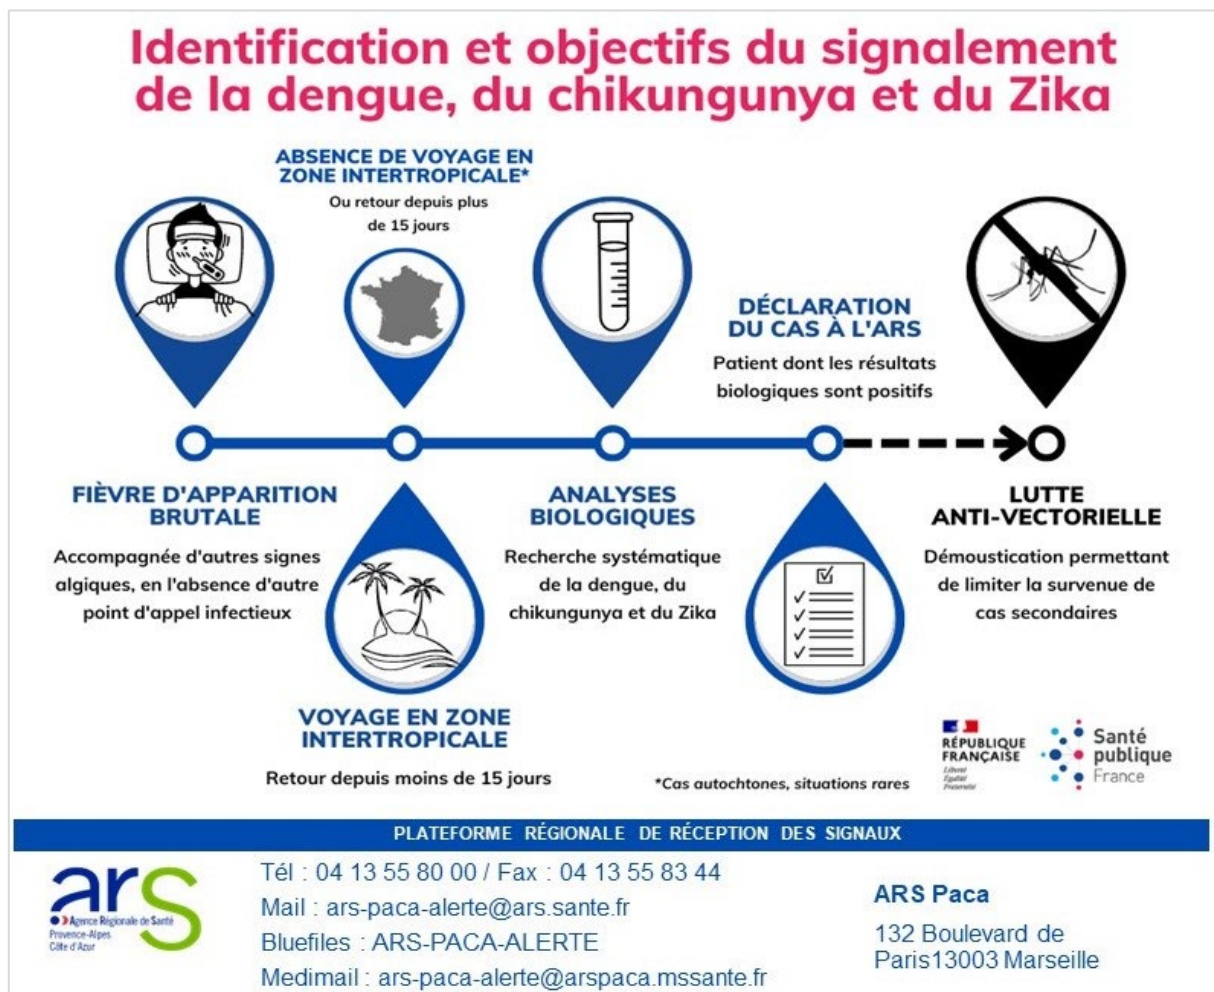 Identification et objectifs du signalement
de la dengue, du chikungunya et du Zika
ABSENCE DE VOYAGE EN
ZONE INTERTROPICALE*
Ou retour depuis plus
de 15 jours
DÉCLARATION
DU CAS À L'ARS
Patient dont les résultats
biologiques sont positifs
FIÈVRE D'APPARITION
BRUTALE
Accompagnée d'autres signes
algiques, en l'absence d'autre
point d'appel infectieux
ANALYSES
BIOLOGIQUES
Recherche systématique
de la dengue, du
chikungunya et du Zika
LUTTE
ANTI-VECTORIELLE
Démoustication permettant
de limiter la survenue de
cas secondaires
VOYAGE EN ZONE
INTERTROPICALE
Retour depuis moins de 15 jours
*Cas autochtones, situations rares
RÉPUBLIQUE
FRANÇAISE
Liberté
Égalité
Fraternité
Santé
publique
France
PLATEFORME RÉGIONALE DE RÉCEPTION DES SIGNAUX
ars
Agence Régionale de Santé
Provence-Alpes
Côte d'Azur
Tél : 04 13 55 80 00 / Fax : 04 13 55 83 44
Mail : ars-paca-alerte@ars.sante.fr
Bluefiles : ARS-PACA-ALERTE
Medimail : ars-paca-alerte@arspaca.mssante.fr
ARS Paca
132 Boulevard de
Paris13003 Marseille